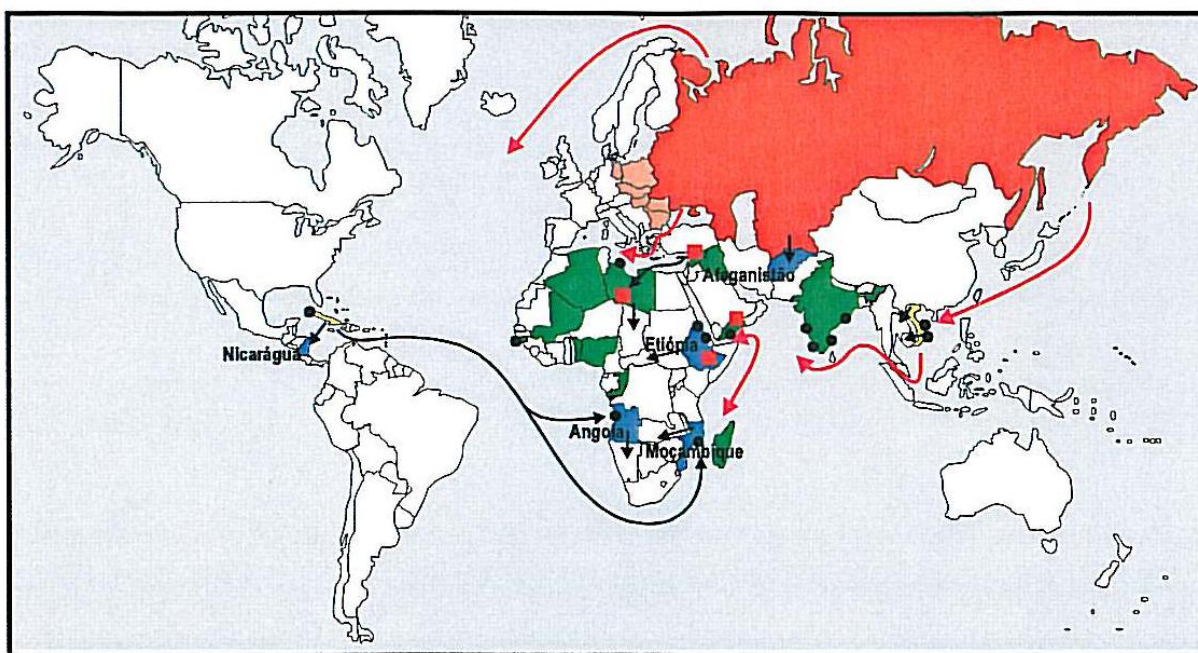 Afeganistão
Nicarágua
Etiópia
Angola
Moçambique